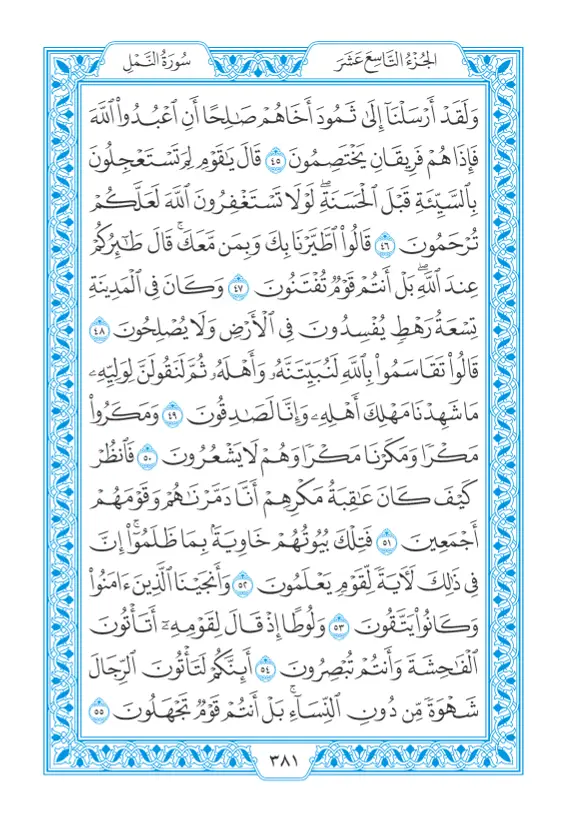 الجُزْءُ التَّاسِعَ عَشَرَ
سُورَةُ النَّمْلِ
وَلَقَدْ أَرْسَلْنَآ إِلَىٰ ثَمُودَ أَخَاهُمْ صَٰلِحًا أَنِ ٱعْبُدُوا۟ ٱللَّهَ
فَإِذَا هُمْ فَرِيقَانِ يَخْتَصِمُونَ ٤٥ قَالَ يَٰقَوْمِ لِمَ تَسْتَعْجِلُونَ
بِٱلسَّيِّئَةِ قَبْلَ ٱلْحَسَنَةِ ۖ لَوْلَا تَسْتَغْفِرُونَ ٱللَّهَ لَعَلَّكُمْ
تُرْحَمُونَ ٤٦ قَالُوا۟ ٱطَّيَّرْنَا بِكَ وَبِمَن مَّعَكَ ۚ قَالَ طَٰٓئِرُكُمْ
عِندَ ٱللَّهِ ۖ بَلْ أَنتُمْ قَوْمٌ تُفْتَنُونَ ٤٧ وَكَانَ فِى ٱلْمَدِينَةِ
تِسْعَةُ رَهْطٍ يُفْسِدُونَ فِى ٱلْأَرْضِ وَلَا يُصْلِحُونَ ٤٨
قَالُوا۟ تَقَاسَمُوا۟ بِٱللَّهِ لَنُبَيِّتَنَّهُۥ وَأَهْلَهُۥ ثُمَّ لَنَقُولَنَّ لِوَلِيِّهِۦ
مَا شَهِدْنَا مَهْلِكَ أَهْلِهِۦ وَإِنَّا لَصَٰدِقُونَ ٤٩ وَمَكَرُوا۟
مَكْرًا وَمَكَرْنَا مَكْرًا وَهُمْ لَا يَشْعُرُونَ ٥٠ فَٱنظُرْ
كَيْفَ كَانَ عَٰقِبَةُ مَكْرِهِمْ أَنَّا دَمَّرْنَٰهُمْ وَقَوْمَهُمْ
أَجْمَعِينَ ٥١ فَتِلْكَ بُيُوتُهُمْ خَاوِيَةًۢ بِمَا ظَلَمُوٓا۟ ۗ إِنَّ
فِى ذَٰلِكَ لَءَايَةً لِّقَوْمٍ يَعْلَمُونَ ٥٢ وَأَنجَيْنَا ٱلَّذِينَ ءَامَنُوا۟
وَكَانُوا۟ يَتَّقُونَ ٥٣ وَلُوطًا إِذْ قَالَ لِقَوْمِهِۦٓ أَتَأْتُونَ
ٱلْفَٰحِشَةَ وَأَنتُمْ تُبْصِرُونَ ٥٤ أَئِنَّكُمْ لَتَأْتُونَ ٱلرِّجَالَ
شَهْوَةً مِّن دُونِ ٱلنِّسَآءِ ۚ بَلْ أَنتُمْ قَوْمٌ تَجْهَلُونَ ٥٥
٣٨١